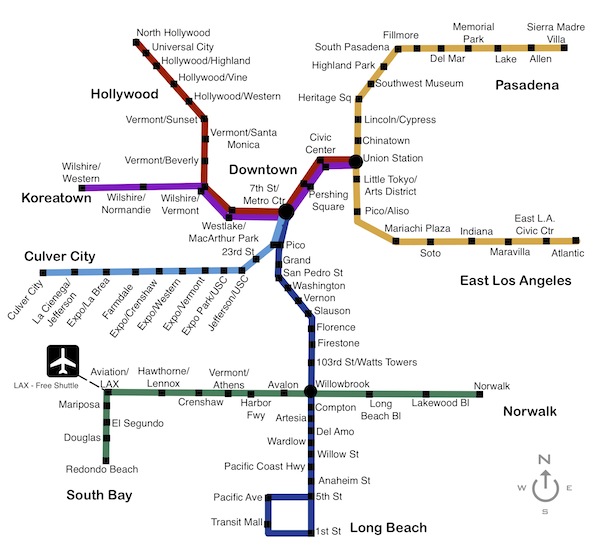 North Hollywood
Universal City
Hollywood/Highland
Hollywood/Vine
Hollywood/Western
Hollywood
Vermont/Sunset
Vermont/Santa
Monica
Vermont/Beverly
Wilshire/
Western
Koreatown
Wilshire/
Normandie
Wilshire/
Vermont
Westlake/
MacArthur Park
Downtown
7th St/
Metro Ctr
Civic
Center
Pershing
Square
Fillmore
South Pasadena
Highland Park
Southwest Museum
Heritage Sq
Memorial
Park
Del Mar
Lake
Allen
Sierra Madre
Villa
Pasadena
Lincoln/Cypress
Chinatown
Union Station
Little Tokyo/
Arts District
Pico/Aliso
Mariachi Plaza
Soto
Indiana
Maravilla
East L.A.
Civic Ctr
Atlantic
East Los Angeles
Culver City
23rd St
Culver City
La Cienega/
Jefferson
Expo/La Brea
Farmdale
Expo/Crenshaw
Expo/Western
Expo/Vermont
Expo Park/USC
Jefferson/USC
Pico
Grand
San Pedro St
Washington
Vernon
Slauson
Florence
Firestone
103rd St/Watts Towers
Willowbrook
LAX - Free Shuttle
Aviation/
LAX
Hawthorne/
Lennox
Crenshaw
Vermont/
Athens
Harbor
Fwy
Avalon
Long
Beach Bl
Lakewood Bl
Norwalk
Norwalk
Mariposa
El Segundo
Douglas
Redondo Beach
South Bay
Compton
Artesia
Del Amo
Wardlow
Willow St
Pacific Coast Hwy
Anaheim St
Pacific Ave
5th St
Transit Mall
1st St
Long Beach
N
W
E
S